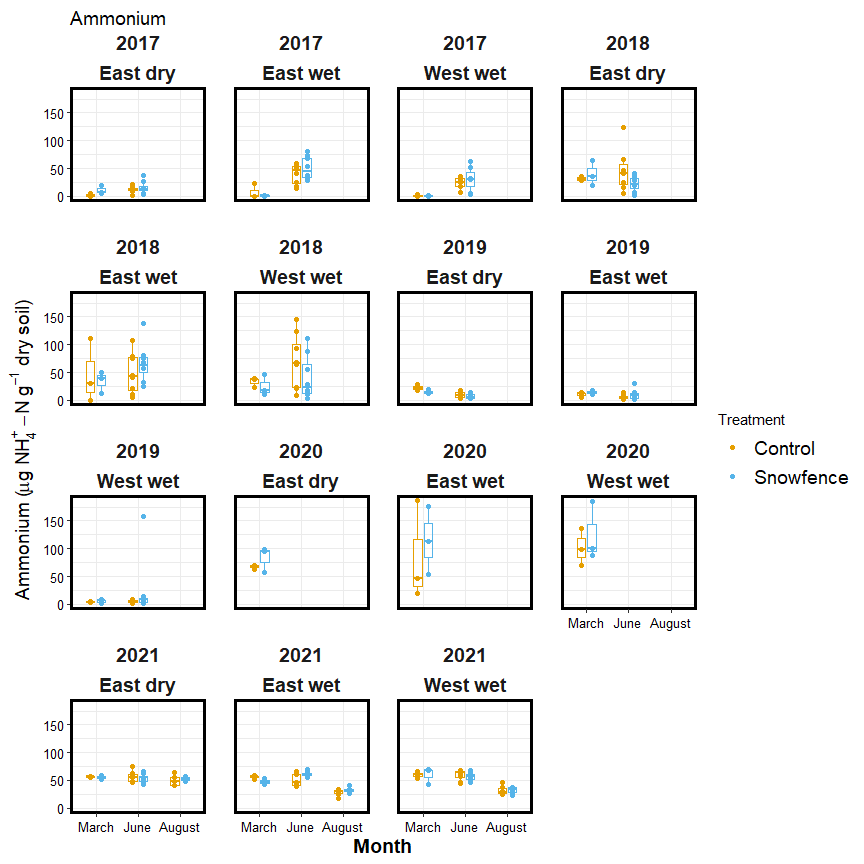 Ammonium
2017 2017 2017 2018
East dry East wet West wet East dry
150
100
50
0
2018 2018 2019 2019
East wet West wet East dry East wet
150
100
50
0
2019 2020 2020 2020
West wet East dry East wet West wet
150
100
50
0
March June August
2021 2021 2021
East dry East wet West wet
150
100
50
0
March June August March June August March June August
Month
Ammonium (μg NH₄⁺ − N g⁻¹ dry soil)
Treatment
Control
Snowfence